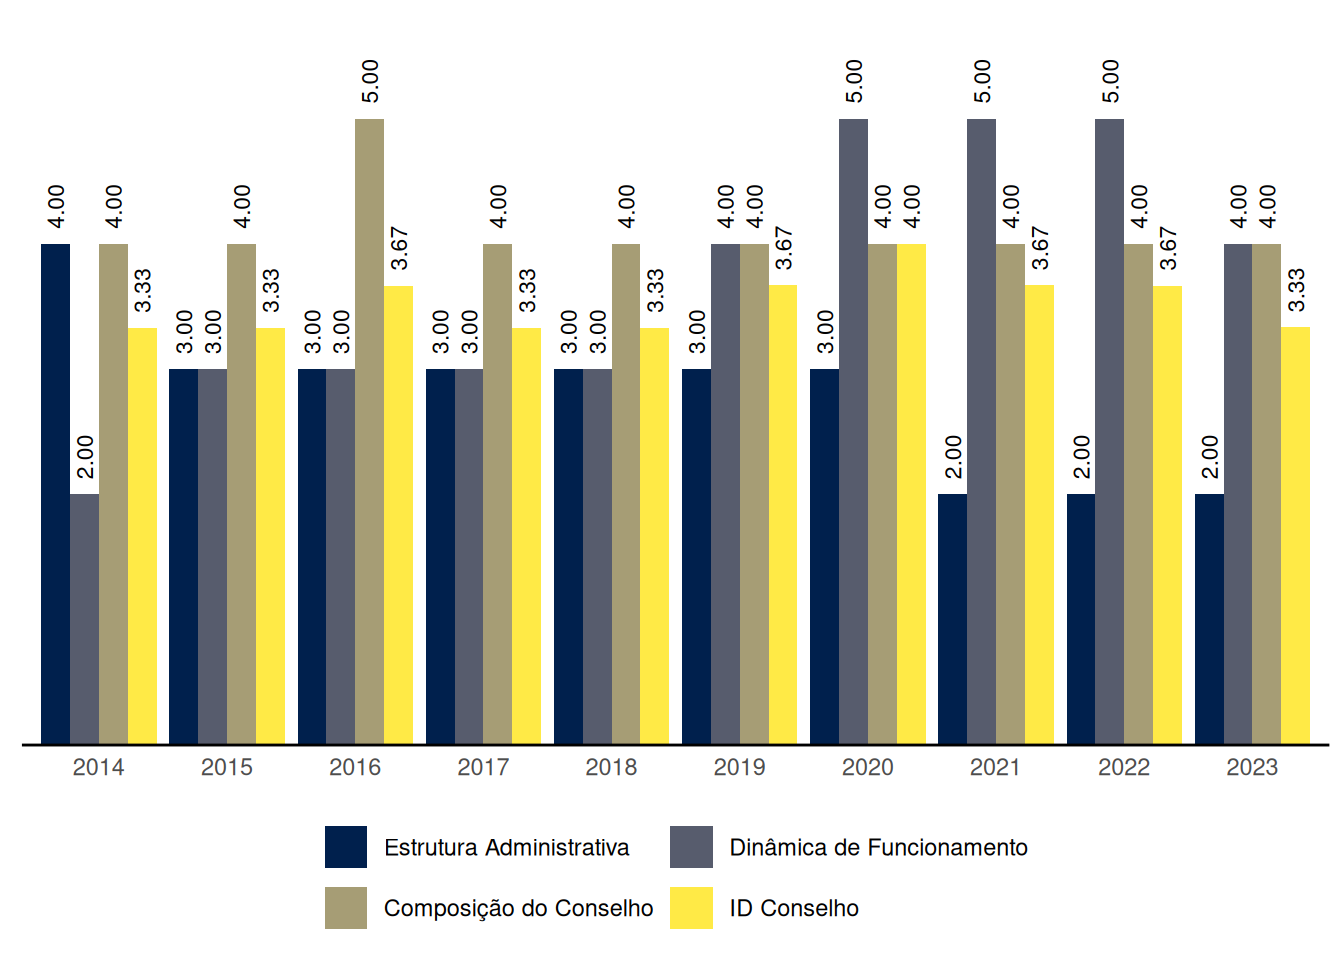 4.00 2.00 4.00 3.33 3.00 3.00 4.00 3.33 3.00 3.00 5.00 3.67 3.00 3.00 4.00 3.33 3.00 3.00 4.00 3.33 3.00 4.00 4.00 3.67 3.00 5.00 4.00 4.00 2.00 5.00 4.00 3.67 2.00 5.00 4.00 3.67 2.00 4.00 4.00 3.33
2014 2015 2016 2017 2018 2019 2020 2021 2022 2023
Estrutura Administrativa Dinâmica de Funcionamento
Composição do Conselho ID Conselho